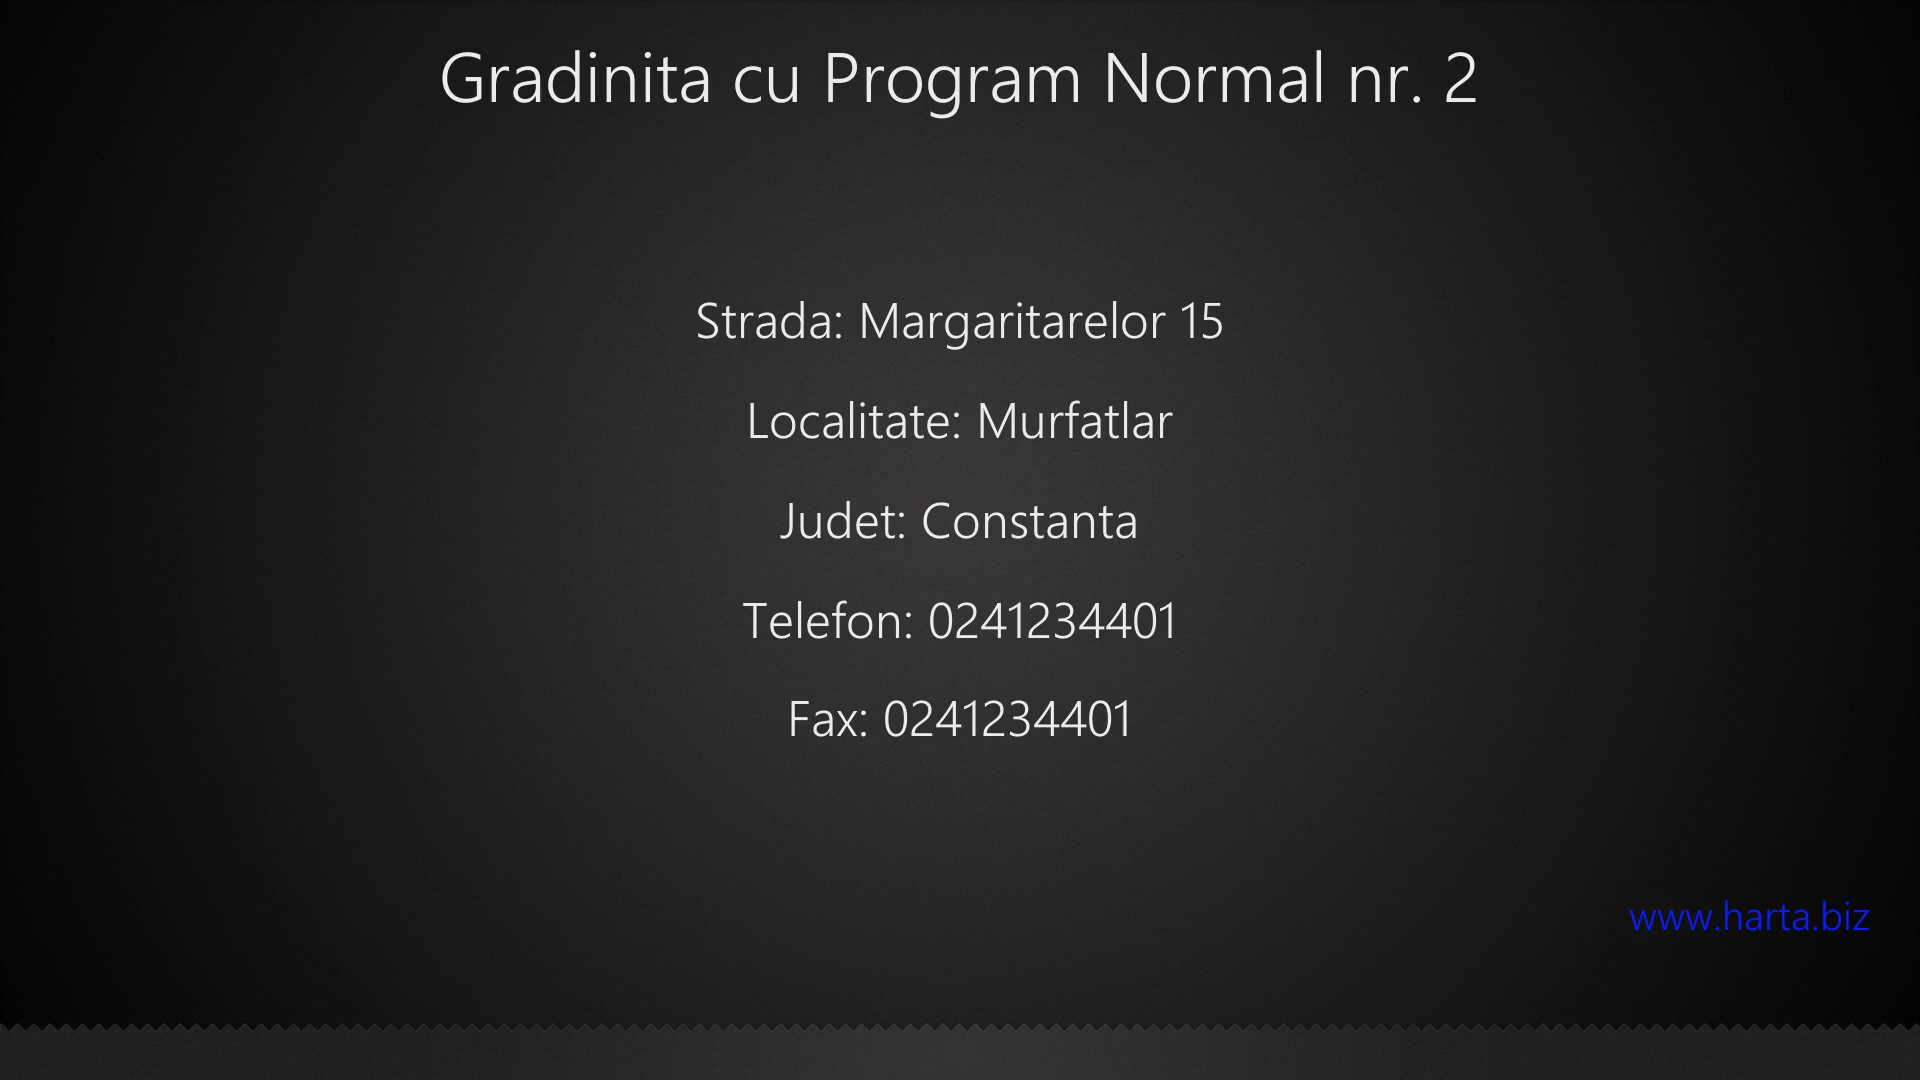 Gradinita cu Program Normal nr. 2
Strada: Margaritarelor 15
Localitate: Murfatlar
Judet: Constanta
Telefon: 0241234401
Fax: 0241234401
www.harta.biz